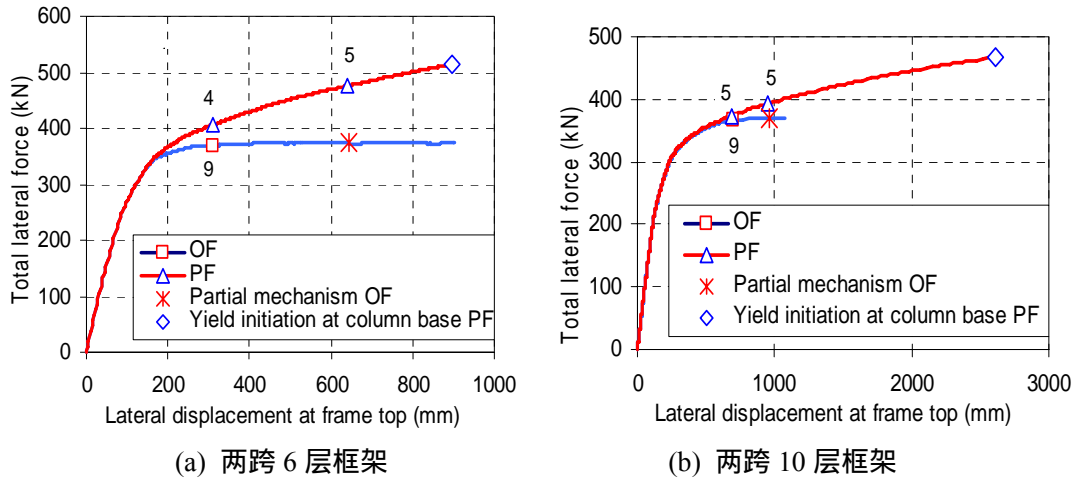 Total lateral force (kN)
600
500
400
300
200
100
0
5
4
9
OF
PF
Partial mechanism OF
Yield initiation at column base PF
0 200 400 600 800 1000
Lateral displacement at frame top (mm)
(a) 两跨 6 层框架
Total lateral force (kN)
500
400
300
200
100
0
5
5
9
OF
PF
Partial mechanism OF
Yield initiation at column base PF
0 1000 2000 3000
Lateral displacement at frame top (mm)
(b) 两跨 10 层框架